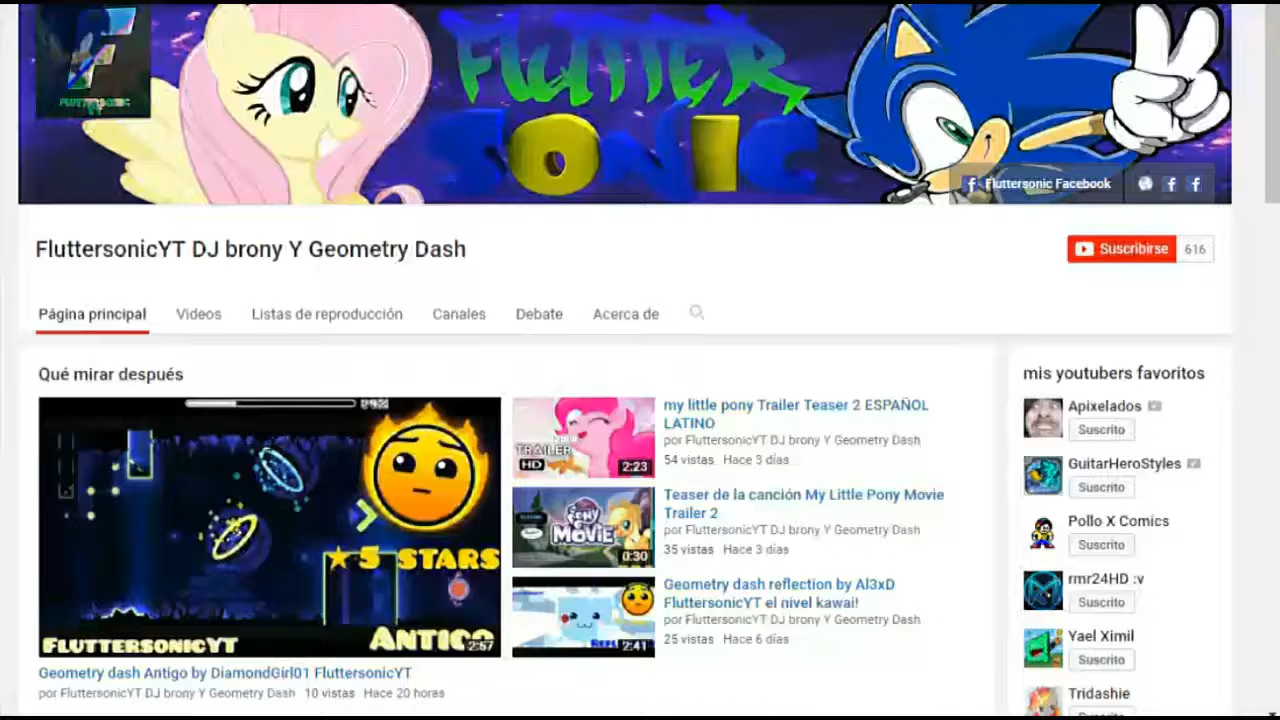 F
FLUTTERSONIC
FLUTTER
SONIC
Fluttersonic Facebook
FluttersonicYT DJ brony Y Geometry Dash
Suscribirse 616
Página principal Videos Listas de reproducción Canales Debate Acerca de
Qué mirar después
5 STARS
FLUTTERSONICYT
ANTIGO
2:57
Geometry dash Antigo by DiamondGirl01 FluttersonicYT
por FluttersonicYT DJ brony Y Geometry Dash 10 vistas Hace 20 horas
TRAILER
HD
2:23
my little pony Trailer Teaser 2 ESPAÑOL
LATINO
por FluttersonicYT DJ brony Y Geometry Dash
54 vistas Hace 3 días
PONY
MOVIE
0:30
Teaser de la canción My Little Pony Movie
Trailer 2
por FluttersonicYT DJ brony Y Geometry Dash
35 vistas Hace 3 días
2:41
Geometry dash reflection by Al3xD
FluttersonicYT el nivel kawai!
por FluttersonicYT DJ brony Y Geometry Dash
25 vistas Hace 6 días
mis youtubers favoritos
Apixelados
Suscrito
GuitarHeroStyles
Suscrito
Pollo X Comics
Suscrito
rmr24HD :v
Suscrito
Yael Ximil
Suscrito
Tridashie